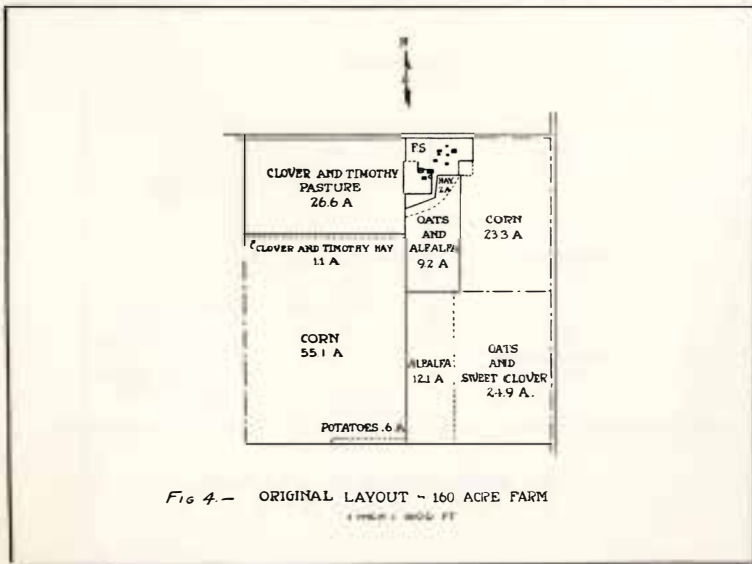 N
F.S
CLOVER AND TIMOTHY
PASTURE
26.6 A
HAY
OATS
AND
ALFALFA
9.2 A
CORN
23.3 A
CLOVER AND TIMOTHY HAY
1.1 A
CORN
55.1 A
ALFALFA
12.1 A
OATS
AND
SWEET CLOVER
24.9 A.
POTATOES .6 A
FIG 4.— ORIGINAL LAYOUT - 160 ACRE FARM
FT